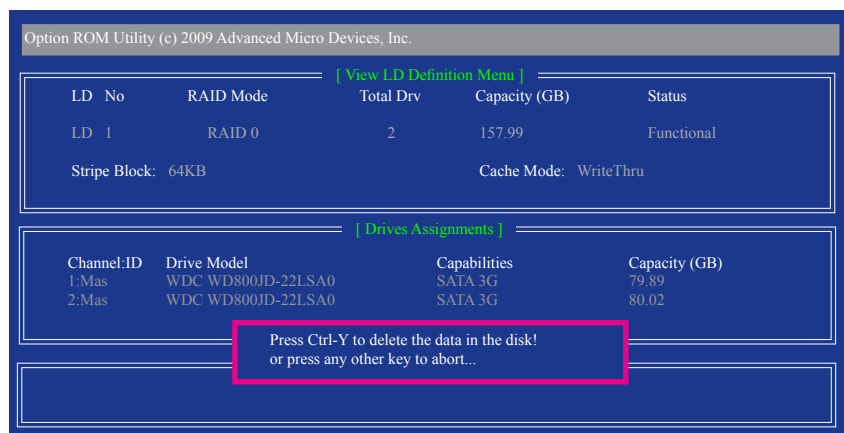 Option ROM Utility (c) 2009 Advanced Micro Devices, Inc.
[ View LD Definition Menu ]
LD No RAID Mode Total Drv Capacity (GB) Status
LD 1 RAID 0 2 157.99 Functional
Stripe Block: 64KB Cache Mode: WriteThru
[ Drives Assignments ]
Channel:ID Drive Model Capabilities Capacity (GB)
1:Mas WDC WD800JD-22LSA0 SATA 3G 79.89
2:Mas WDC WD800JD-22LSA0 SATA 3G 80.02
Press Ctrl-Y to delete the data in the disk!
or press any other key to abort...